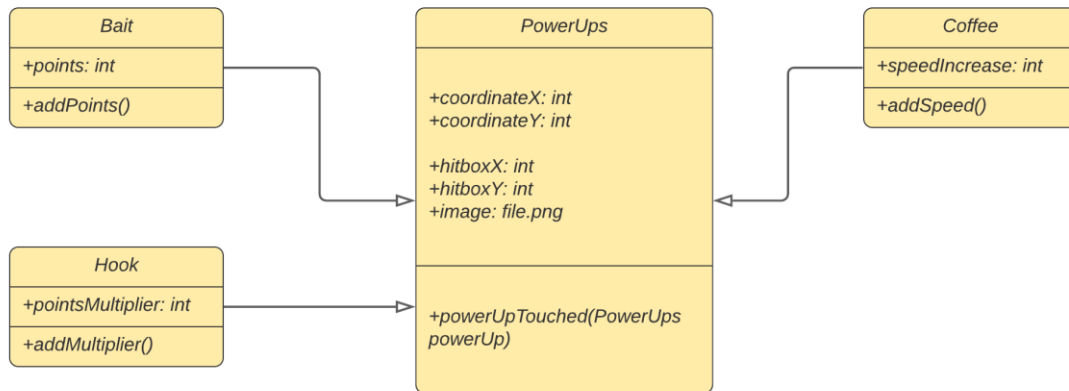 Bait
+points: int
+addPoints()
Hook
+pointsMultiplier: int
+addMultiplier()
PowerUps
+coordinateX: int
+coordinateY: int
+hitboxX: int
+hitboxY: int
+image: file.png
+powerUpTouched(PowerUps
powerUp)
Coffee
+speedIncrease: int
+addSpeed()